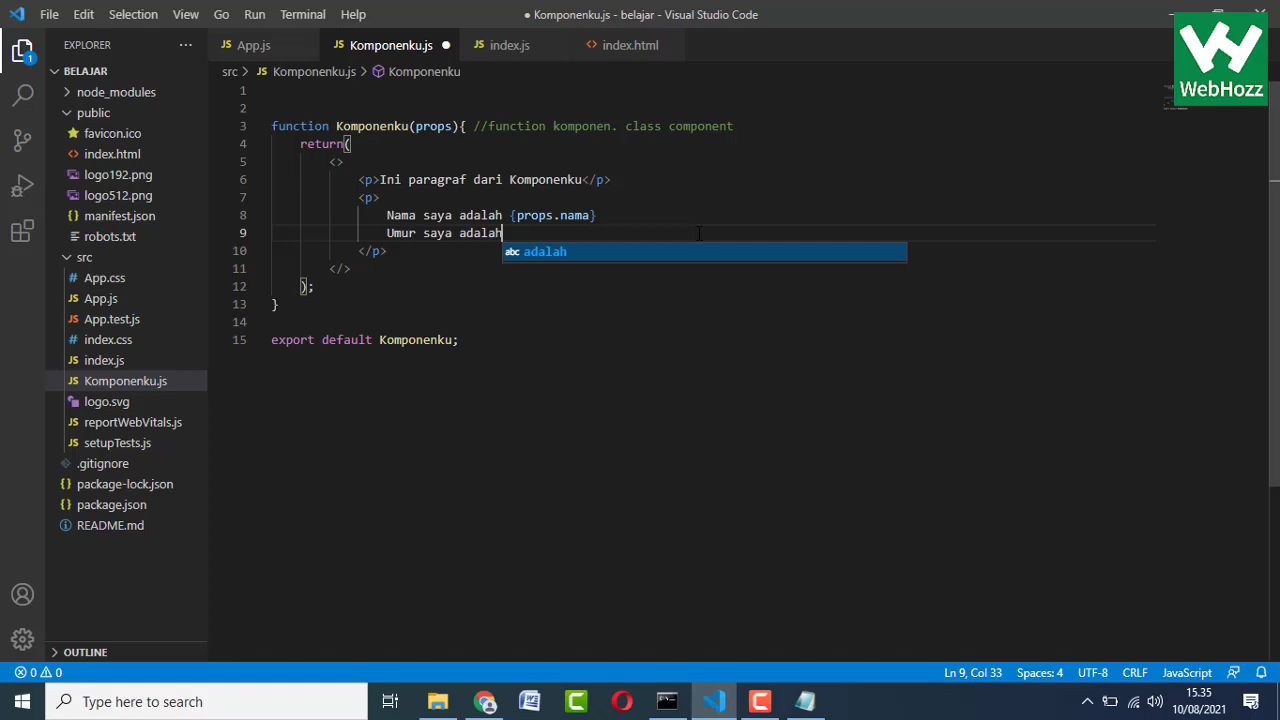 File Edit Selection View Go Run Terminal Help
● Komponenku.js - belajar - Visual Studio Code
WebHozz
EXPLORER
App.js
Komponenku.js
index.js
index.html
BELAJAR
src > Komponenku.js > Komponenku
node_modules
public
favicon.ico
index.html
logo192.png
logo512.png
manifest.json
robots.txt
src
App.css
App.js
App.test.js
index.css
index.js
Komponenku.js
logo.svg
reportWebVitals.js
setupTests.js
.gitignore
package-lock.json
package.json
README.md
OUTLINE
1
1
2
3 function Komponenku(props){ //function komponen. class component
4 return(
5 <>
6 <p>Ini paragraf dari Komponenku</p>
7 <p>
8 Nama saya adalah {props.nama}
9 Umur saya adalah
abc adalah
10 </p>
11 </>
12 );
13 }
14
15 export default Komponenku;
0 0
Ln 9, Col 33 Spaces: 4 UTF-8 CRLF JavaScript
Type here to search
15.35
10/08/2021